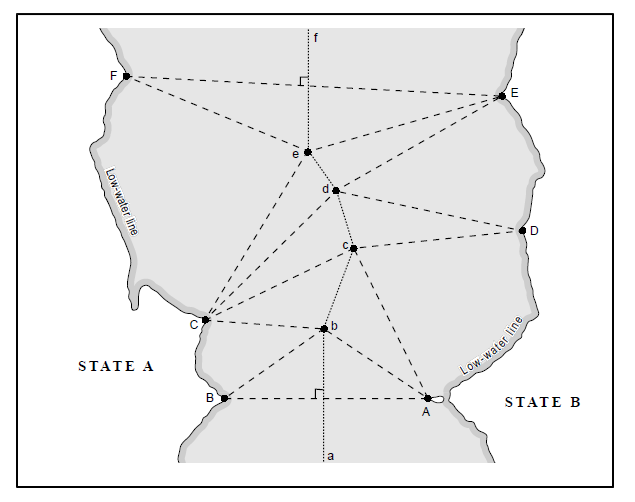 f
F
E
e
d
Low-water line
D
c
C
b
Low-water line
STATE A
B
A
STATE B
a